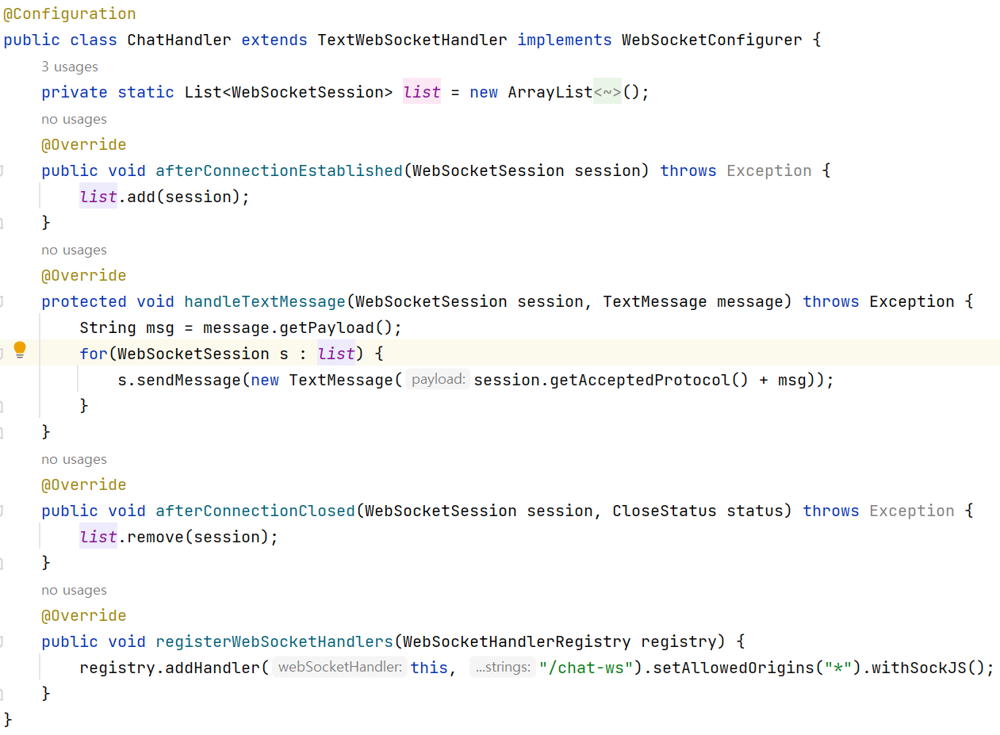 @Configuration
public class ChatHandler extends TextWebSocketHandler implements WebSocketConfigurer {
3 usages
private static List<WebSocketSession> list = new ArrayList<~>();
no usages
@Override
public void afterConnectionEstablished(WebSocketSession session) throws Exception {
list.add(session);
}
no usages
@Override
protected void handleTextMessage(WebSocketSession session, TextMessage message) throws Exception {
String msg = message.getPayload();
for(WebSocketSession s : list) {
s.sendMessage(new TextMessage( payload: session.getAcceptedProtocol() + msg));
}
}
no usages
@Override
public void afterConnectionClosed(WebSocketSession session, CloseStatus status) throws Exception {
list.remove(session);
}
no usages
@Override
public void registerWebSocketHandlers(WebSocketHandlerRegistry registry) {
registry.addHandler( webSocketHandler: this, ...strings: "/chat-ws").setAllowedOrigins("*").withSockJS();
}
}